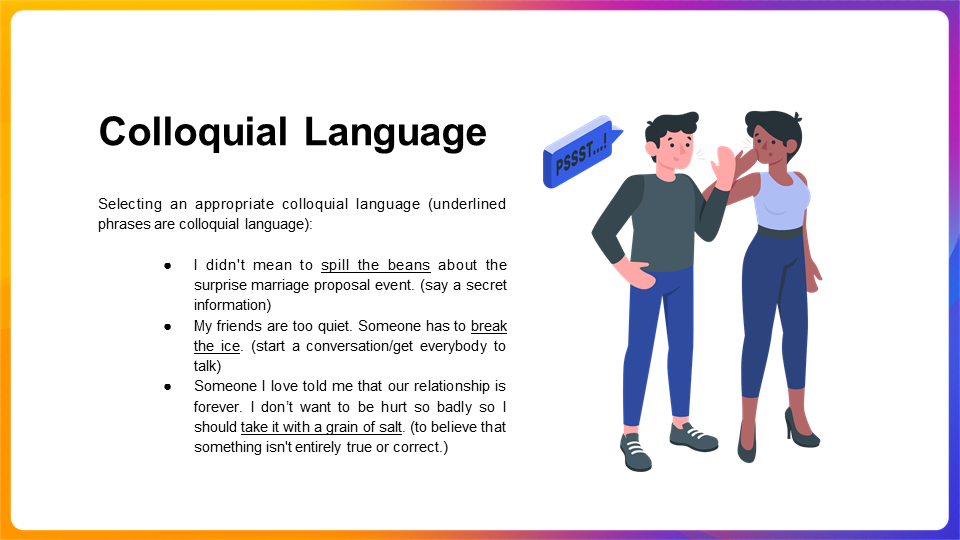 Colloquial Language
PSSST...!
Selecting an appropriate colloquial language (underlined
phrases are colloquial language):
● I didn't mean to spill the beans about the
surprise marriage proposal event. (say a secret
information)
● My friends are too quiet. Someone has to break
the ice. (start a conversation/get everybody to
talk)
● Someone I love told me that our relationship is
forever. I don’t want to be hurt so badly so I
should take it with a grain of salt. (to believe that
something isn't entirely true or correct.)